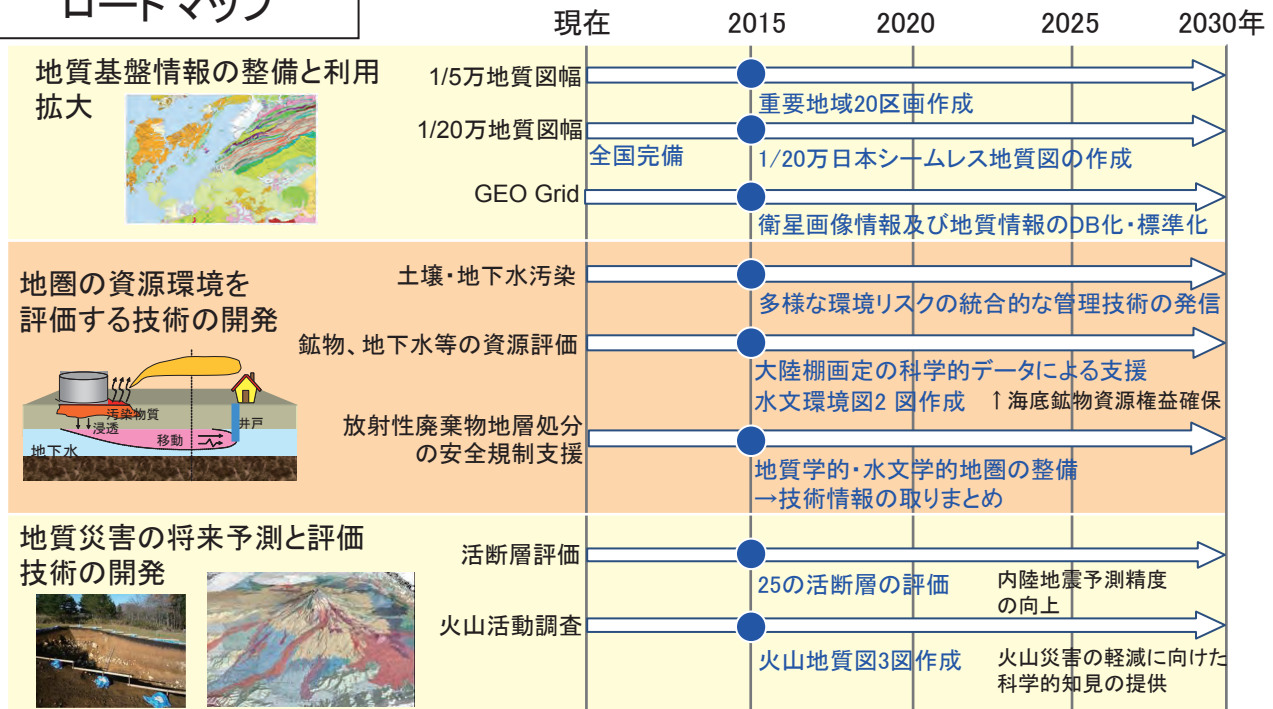 ロードマップ
現在 2015 2020 2025 2030年
地質基盤情報の整備と利用
拡大
1/5万地質図幅
重要地域20区画作成
1/20万地質図幅
全国完備
1/20万日本シームレス地質図の作成
GEO Grid
衛星画像情報及び地質情報のDB化・標準化
地圏の資源環境を
評価する技術の開発
土壌・地下水汚染
多様な環境リスクの統合的な管理技術の発信
鉱物、地下水等の資源評価
大陸棚画定の科学的データによる支援
水文環境図2 図作成 ↑海底鉱物資源権益確保
汚染物質
浸透
移動
井戸
地下水
放射性廃棄物地層処分
の安全規制支援
地質学的・水文学的地圏の整備
→技術情報の取りまとめ
地質災害の将来予測と評価
技術の開発
活断層評価
25の活断層の評価
内陸地震予測精度
の向上
火山活動調査
火山地質図3図作成
火山災害の軽減に向けた
科学的知見の提供